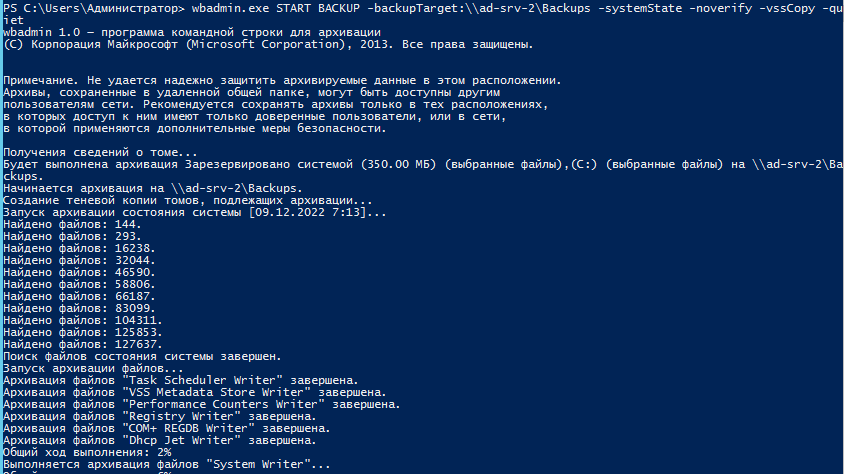 PS C:\Users\Администратор> wbadmin.exe START BACKUP -backupTarget:\\ad-srv-2\Backups -systemState -noverify -vssCopy -qu
iet
wbadmin 1.0 — программа командной строки для архивации
(C) Корпорация Майкрософт (Microsoft Corporation), 2013. Все права защищены.
Примечание. Не удается надежно защитить архивируемые данные в этом расположении.
Архивы, сохраненные в удаленной общей папке, могут быть доступны другим
пользователям сети. Рекомендуется сохранять архивы только в тех расположениях,
в которых доступ к ним имеют только доверенные пользователи, или в сети,
в которой применяются дополнительные меры безопасности.
Получения сведений о томе...
Будет выполнена архивация Зарезервировано системой (350.00 МБ) (выбранные файлы),(C:) (выбранные файлы) на \\ad-srv-2\Ba
ckups.
Начинается архивация на \\ad-srv-2\Backups.
Создание теневой копии томов, подлежащих архивации...
Запуск архивации состояния системы [09.12.2022 7:13]...
Найдено файлов: 144.
Найдено файлов: 293.
Найдено файлов: 16238.
Найдено файлов: 32044.
Найдено файлов: 46590.
Найдено файлов: 58806.
Найдено файлов: 66187.
Найдено файлов: 83099.
Найдено файлов: 104311.
Найдено файлов: 125853.
Найдено файлов: 127637.
Поиск файлов состояния системы завершен.
Запуск архивации файлов...
Архивация файлов "Task Scheduler Writer" завершена.
Архивация файлов "VSS Metadata Store Writer" завершена.
Архивация файлов "Performance Counters Writer" завершена.
Архивация файлов "Registry Writer" завершена.
Архивация файлов "COM+ REGDB Writer" завершена.
Архивация файлов "Dhcp Jet Writer" завершена.
Общий ход выполнения: 2%
Выполняется архивация файлов "System Writer"...